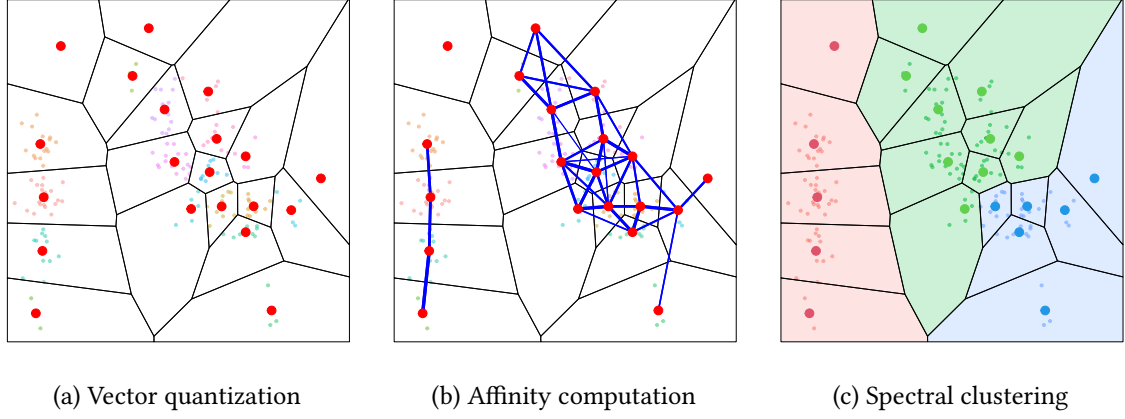 (a) Vector quantization
(b) Affinity computation
(c) Spectral clustering